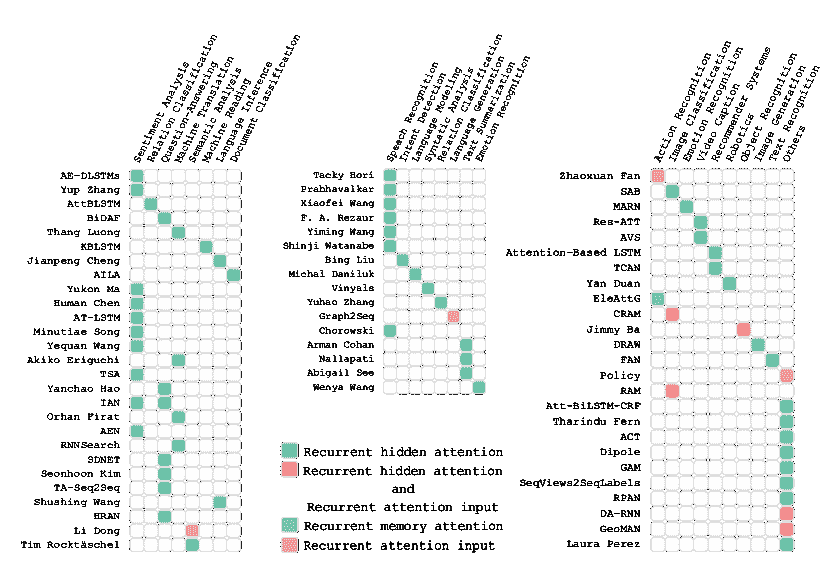 Sentiment Analysis
Relation Classification
Question-Answering
Machine Translation
Semantic Analysis
Machine Reading
Language Inference
Document Classification
AE-DLSTMs
Yup Zhang
AttBLSTM
BiDAF
Thang Luong
KBLSTM
Jianpeng Cheng
AILA
Yukon Ma
Human Chen
AT-LSTM
Minutiae Song
Yequan Wang
Akiko Eriguchi
TSA
Yanchao Hao
IAN
Orhan Firat
AEN
RNNSearch
SDNET
Seonhoon Kim
TA-Seq2Seq
Shushing Wang
HRAN
Li Dong
Tim Rocktäschel
Speech Recognition
Intent Detection
Language Modeling
Syntatic Analysis
Relation Classification
Language Generation
Text Summarization
Emotion Recognition
Tacky Hori
Prabhavalkar
Xiaofei Wang
F. A. Rezaur
Yiming Wang
Shinji Watanabe
Bing Liu
Michal Daniluk
Vinyals
Yuhao Zhang
Graph2Seq
Chorowski
Arman Cohan
Nallapati
Abigail See
Wenya Wang
Recurrent hidden attention
Recurrent hidden attention
and
Recurrent attention input
Recurrent memory attention
Recurrent attention input
Action Recognition
Image Classification
Emotion Recognition
Video Caption
Recommender Systems
Robotics
Object Recognition
Image Generation
Text Recognition
Others
Zhaoxuan Fan
SAB
MARN
Res-ATT
AVS
Attention-Based LSTM
TCAN
Yan Duan
EleAttG
CRAM
Jimmy Ba
DRAW
FAN
Policy
RAM
Att-BiLSTM-CRF
Tharindu Fern
ACT
Dipole
GAM
SeqViews2SeqLabels
RPAN
DA-RNN
GeoMAN
Laura Perez